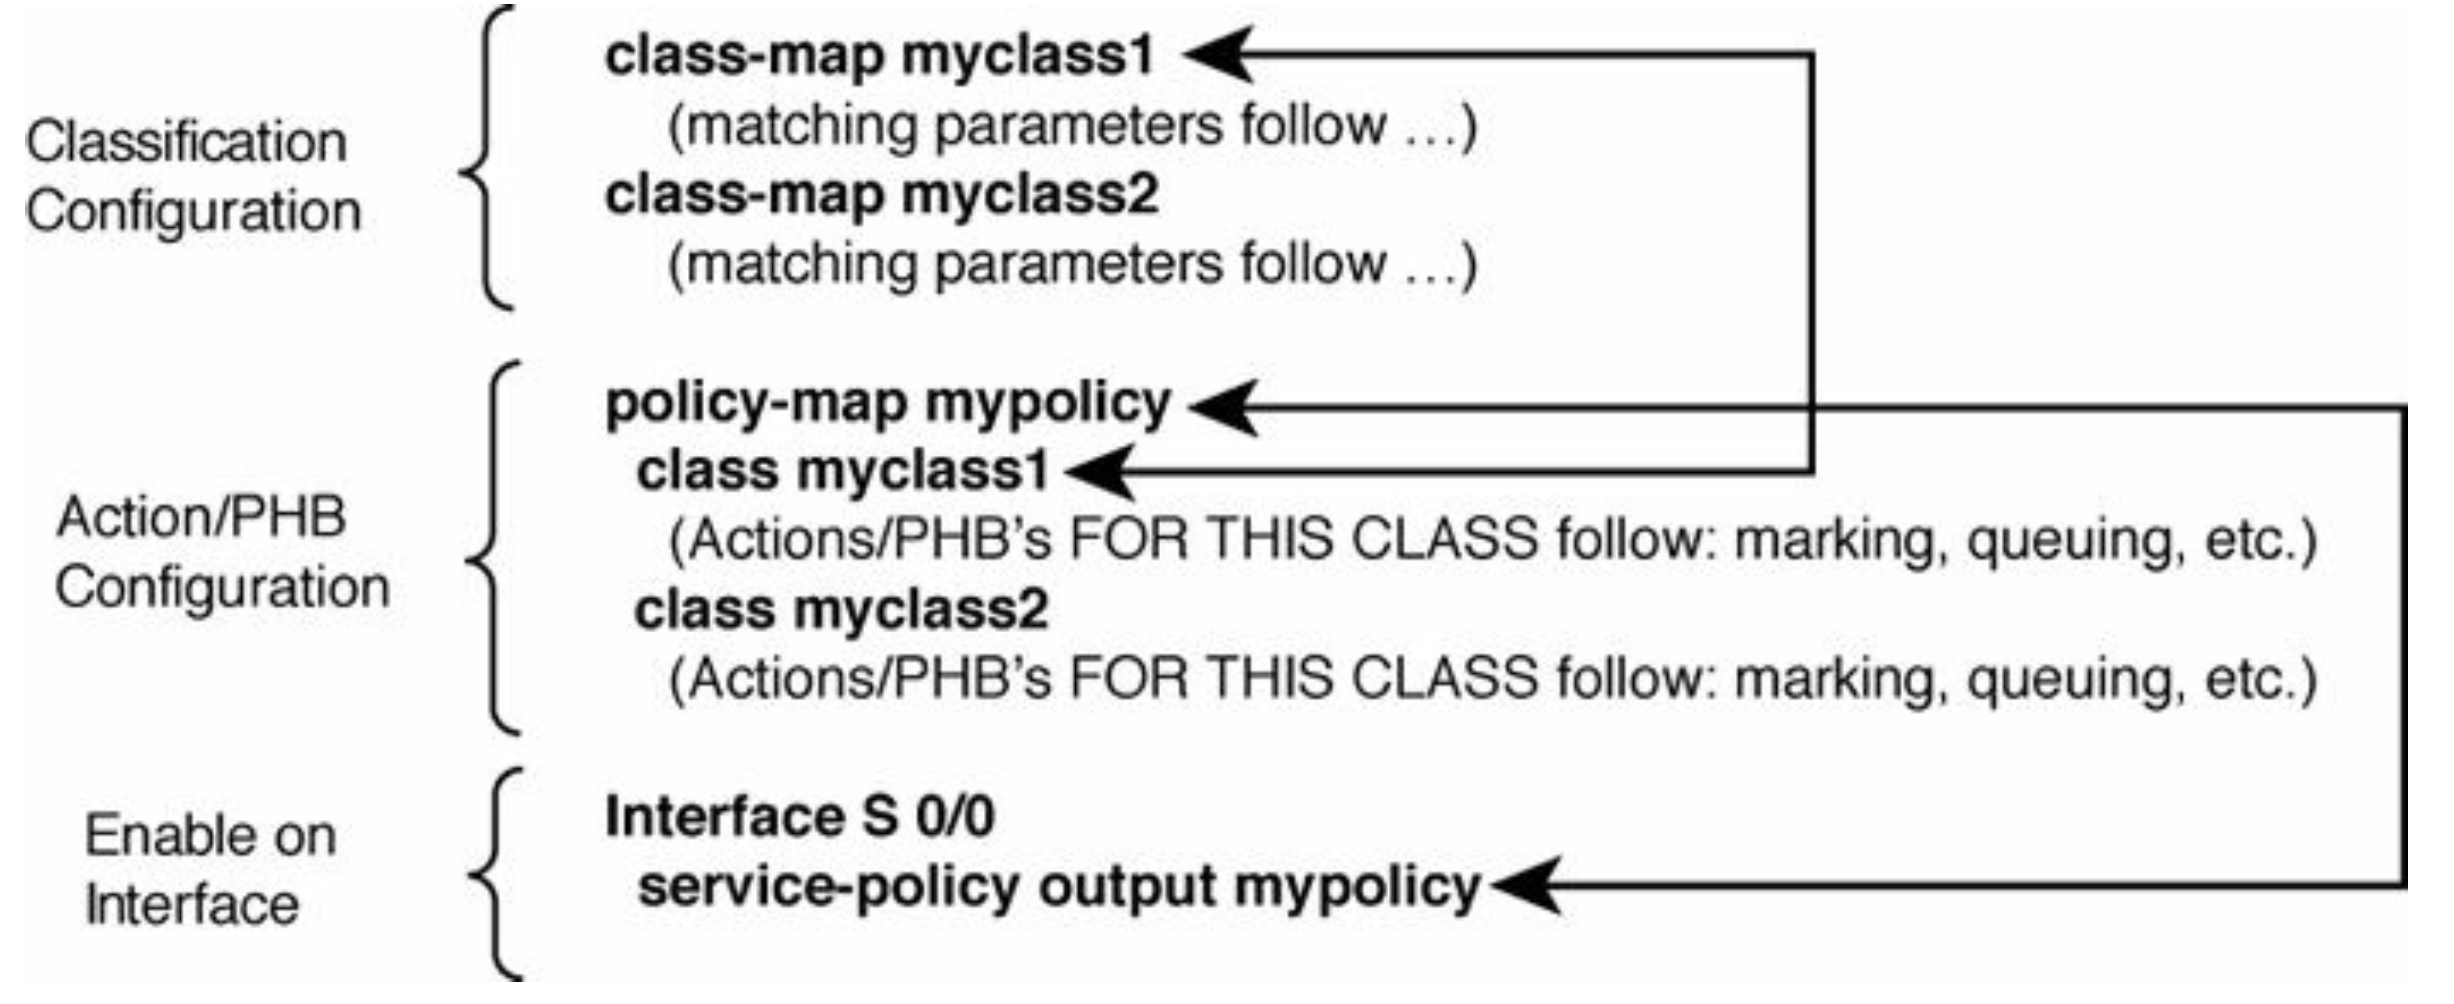 Classification
Configuration
class-map myclass1
(matching parameters follow …)
class-map myclass2
(matching parameters follow …)
Action/PHB
Configuration
policy-map mypolicy
class myclass1
(Actions/PHB’s FOR THIS CLASS follow: marking, queuing, etc.)
class myclass2
(Actions/PHB’s FOR THIS CLASS follow: marking, queuing, etc.)
Enable on
Interface
Interface S 0/0
service-policy output mypolicy